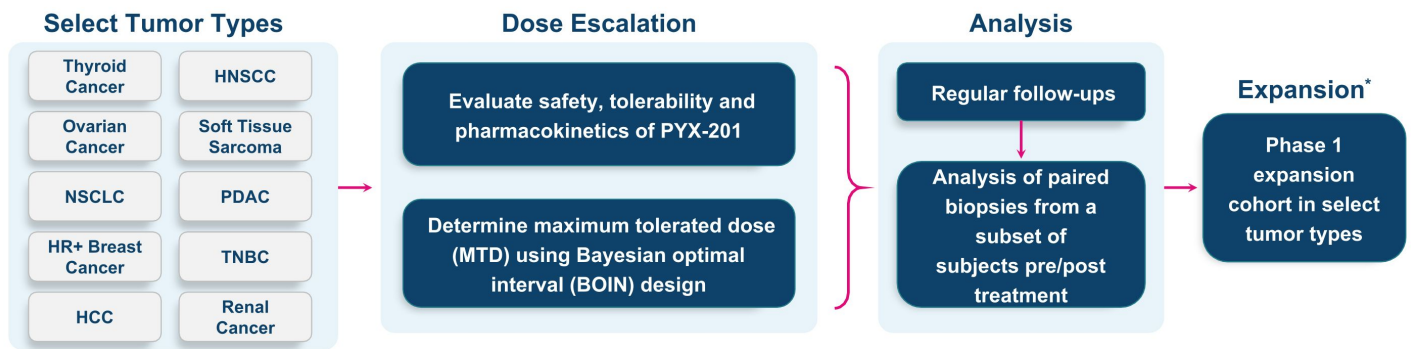 Select Tumor Types
Thyroid
Cancer
HNSCC
Ovarian
Cancer
Soft Tissue
Sarcoma
NSCLC
PDAC
HR+ Breast
Cancer
TNBC
HCC
Renal
Cancer
Dose Escalation
Evaluate safety, tolerability and
pharmacokinetics of PYX-201
Determine maximum tolerated dose
(MTD) using Bayesian optimal
interval (BOIN) design
Analysis
Regular follow-ups
Analysis of paired
biopsies from a
subset of
subjects pre/post
treatment
Expansion*
Phase 1
expansion
cohort in select
tumor types